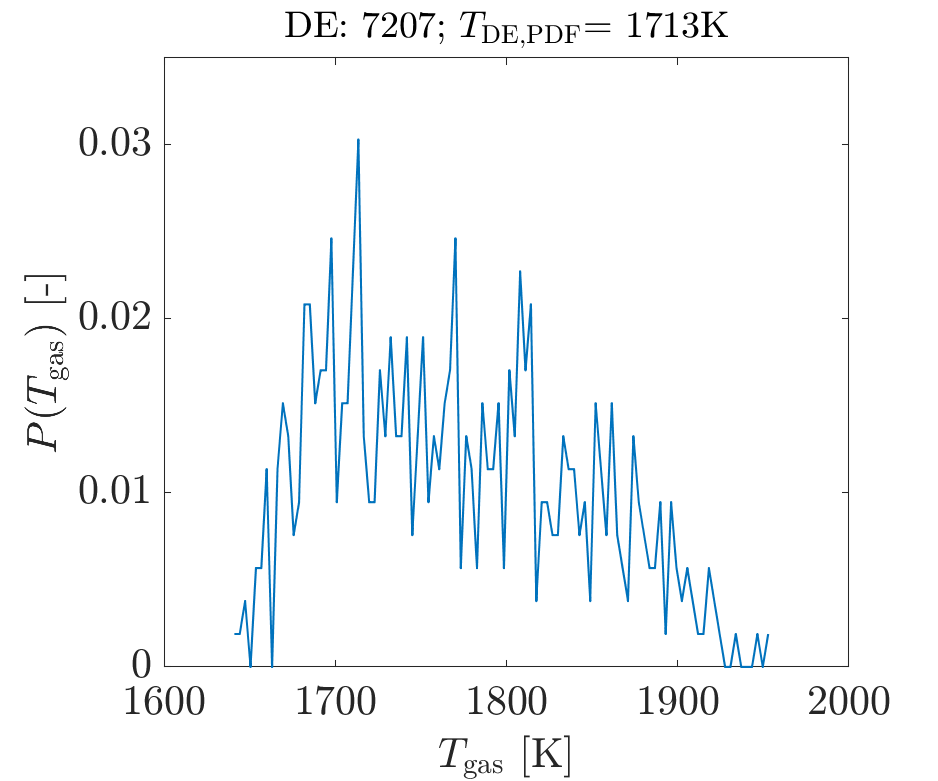 DE: 7207; T_DE,PDF= 1713K
P(T_gas) [-]
0.03
0.02
0.01
0
1600 1700 1800 1900 2000
T_gas [K]